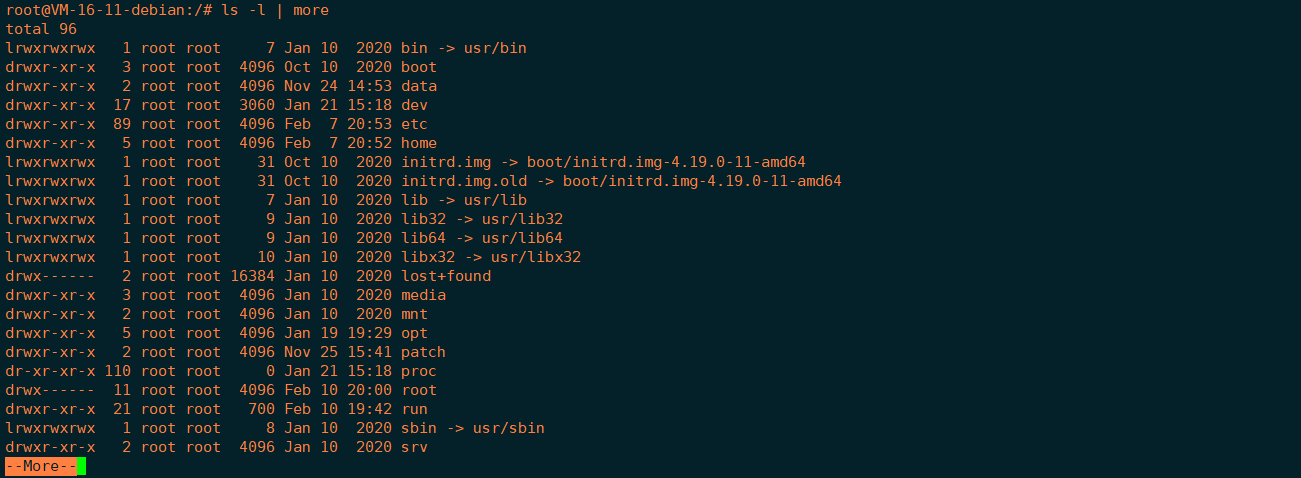 root@VM-16-11-debian:/# ls -l | more
total 96
lrwxrwxrwx   1 root root     7 Jan 10  2020 bin -> usr/bin
drwxr-xr-x   3 root root  4096 Oct 10  2020 boot
drwxr-xr-x   2 root root  4096 Nov 24 14:53 data
drwxr-xr-x  17 root root  3060 Jan 21 15:18 dev
drwxr-xr-x  89 root root  4096 Feb  7 20:53 etc
drwxr-xr-x   5 root root  4096 Feb  7 20:52 home
lrwxrwxrwx   1 root root    31 Oct 10  2020 initrd.img -> boot/initrd.img-4.19.0-11-amd64
lrwxrwxrwx   1 root root    31 Oct 10  2020 initrd.img.old -> boot/initrd.img-4.19.0-11-amd64
lrwxrwxrwx   1 root root     7 Jan 10  2020 lib -> usr/lib
lrwxrwxrwx   1 root root     9 Jan 10  2020 lib32 -> usr/lib32
lrwxrwxrwx   1 root root     9 Jan 10  2020 lib64 -> usr/lib64
lrwxrwxrwx   1 root root    10 Jan 10  2020 libx32 -> usr/libx32
drwx------   2 root root 16384 Jan 10  2020 lost+found
drwxr-xr-x   3 root root  4096 Jan 10  2020 media
drwxr-xr-x   2 root root  4096 Jan 10  2020 mnt
drwxr-xr-x   5 root root  4096 Jan 19 19:29 opt
drwxr-xr-x   2 root root  4096 Nov 25 15:41 patch
dr-xr-xr-x 110 root root     0 Jan 21 15:18 proc
drwx------  11 root root  4096 Feb 10 20:00 root
drwxr-xr-x  21 root root   700 Feb 10 19:42 run
lrwxrwxrwx   1 root root     8 Jan 10  2020 sbin -> usr/sbin
drwxr-xr-x   2 root root  4096 Jan 10  2020 srv
--More--